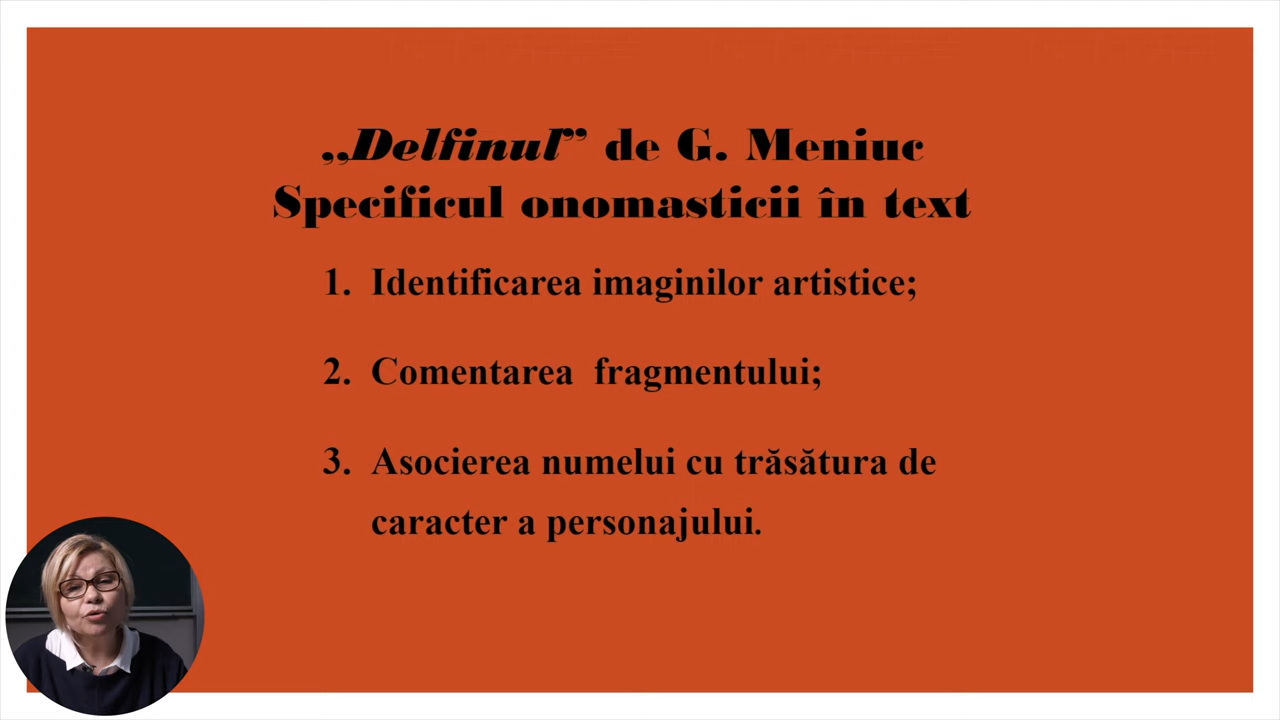 „Delfinul” de G. Meniuc
Specificul onomasticii în text
1. Identificarea imaginilor artistice;
2. Comentarea fragmentului;
3. Asocierea numelui cu trăsătura de
caracter a personajului.